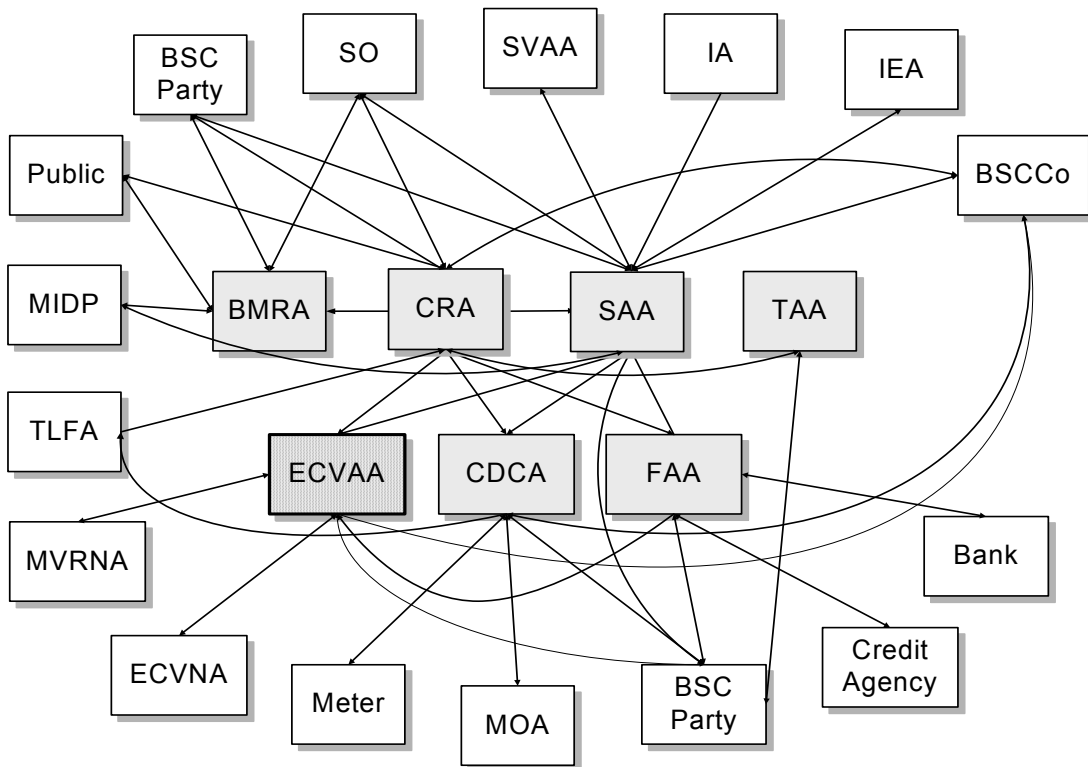 BSC
Party
SO
SVAA
IA
IEA
Public
BSCCo
MIDP
BMRA
CRA
SAA
TAA
TLFA
ECVAA
CDCA
FAA
MVRNA
Bank
ECVNA
Meter
MOA
BSC
Party
Credit
Agency